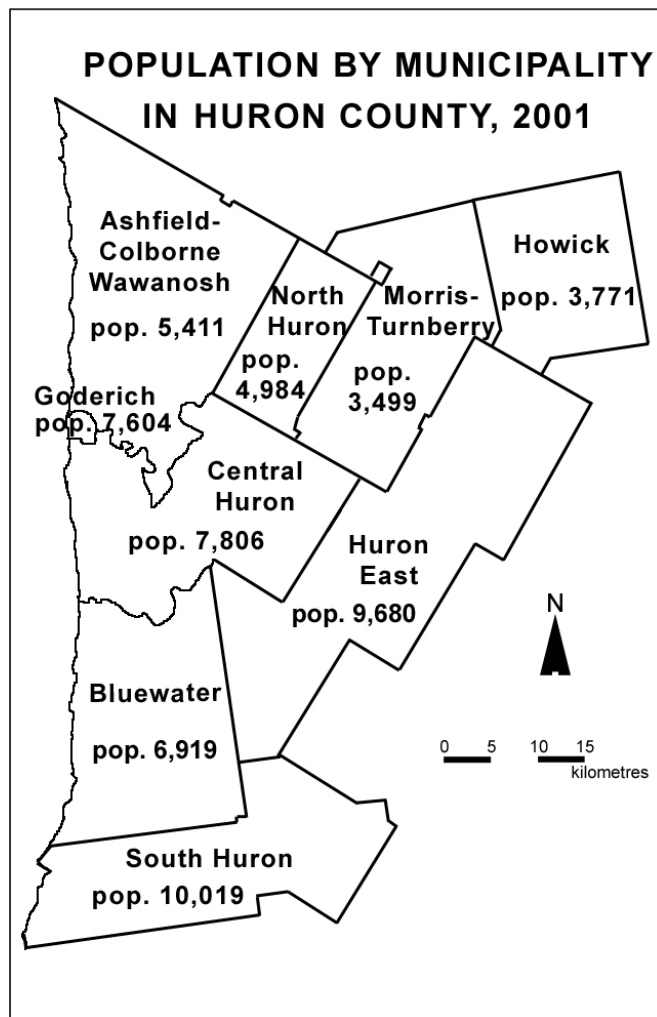 POPULATION BY MUNICIPALITY
IN HURON COUNTY, 2001
Ashfield-
Colborne
Wawanosh
pop. 5,411
North
Huron
pop.
4,984
Morris-
Turnberry
pop.
3,499
Howick
pop. 3,771
Goderich
pop. 7,604
Central
Huron
pop. 7,806
Huron
East
pop. 9,680
N
Bluewater
pop. 6,919
0 5 10 15
kilometres
South Huron
pop. 10,019